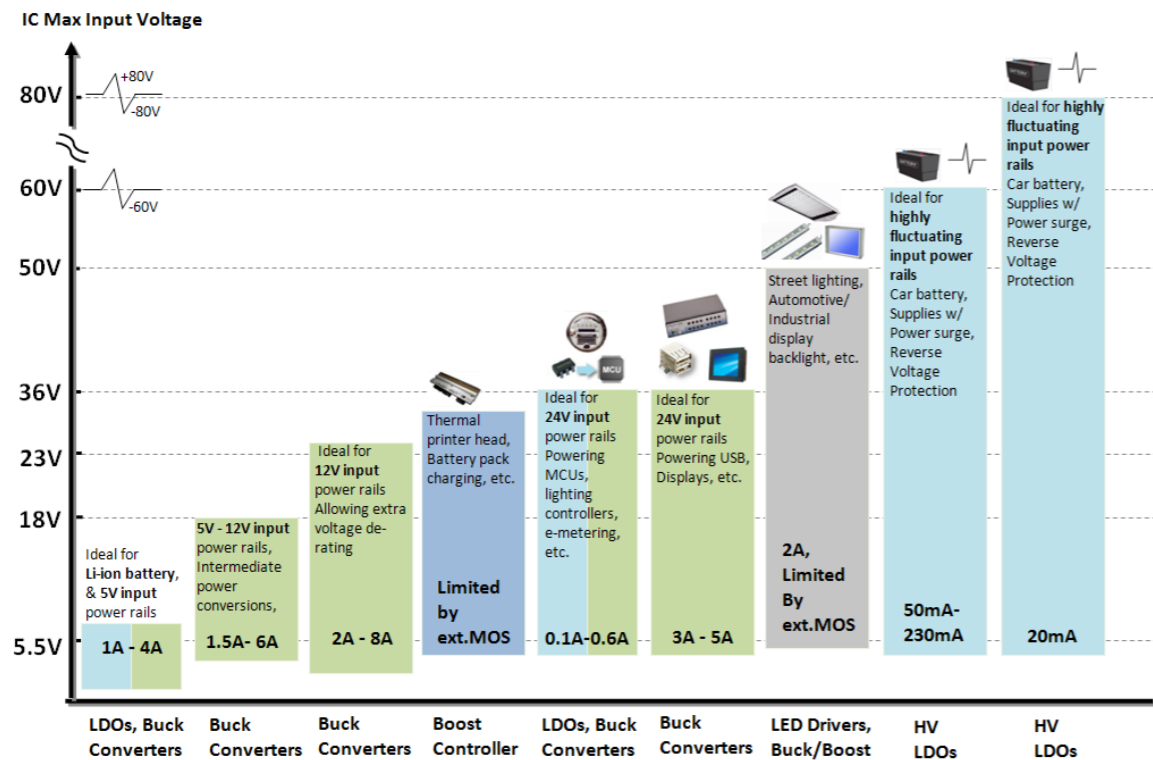 IC Max Input Voltage
80V
60V
50V
36V
23V
18V
5.5V
+80V
-80V
-60V
Ideal for
Li-ion battery,
& 5V input
power rails
1A - 4A
5V - 12V input
power rails,
Intermediate
power
conversions,
1.5A- 6A
Ideal for
12V input
power rails
Allowing extra
voltage de-
rating
2A - 8A
Thermal
printer head,
Battery pack
charging, etc.
Limited
by
ext.MOS
MCU
Ideal for
24V input
power rails
Powering
MCUs,
lighting
controllers,
e-metering,
etc.
0.1A-0.6A
Ideal for
24V input
power rails
Powering USB,
Displays, etc.
3A - 5A
Street lighting,
Automotive/
Industrial
display
backlight, etc.
2A,
Limited
By
ext.MOS
BATTERY
Ideal for
highly
fluctuating
input power
rails
Car battery,
Supplies w/
Power surge,
Reverse
Voltage
Protection
50mA-
230mA
BATTERY
Ideal for highly
fluctuating
input power
rails
Car battery,
Supplies w/
Power surge,
Reverse
Voltage
Protection
20mA
LDOs, Buck
Converters
Buck
Converters
Buck
Converters
Boost
Controller
LDOs, Buck
Converters
Buck
Converters
LED Drivers,
Buck/Boost
HV
LDOs
HV
LDOs